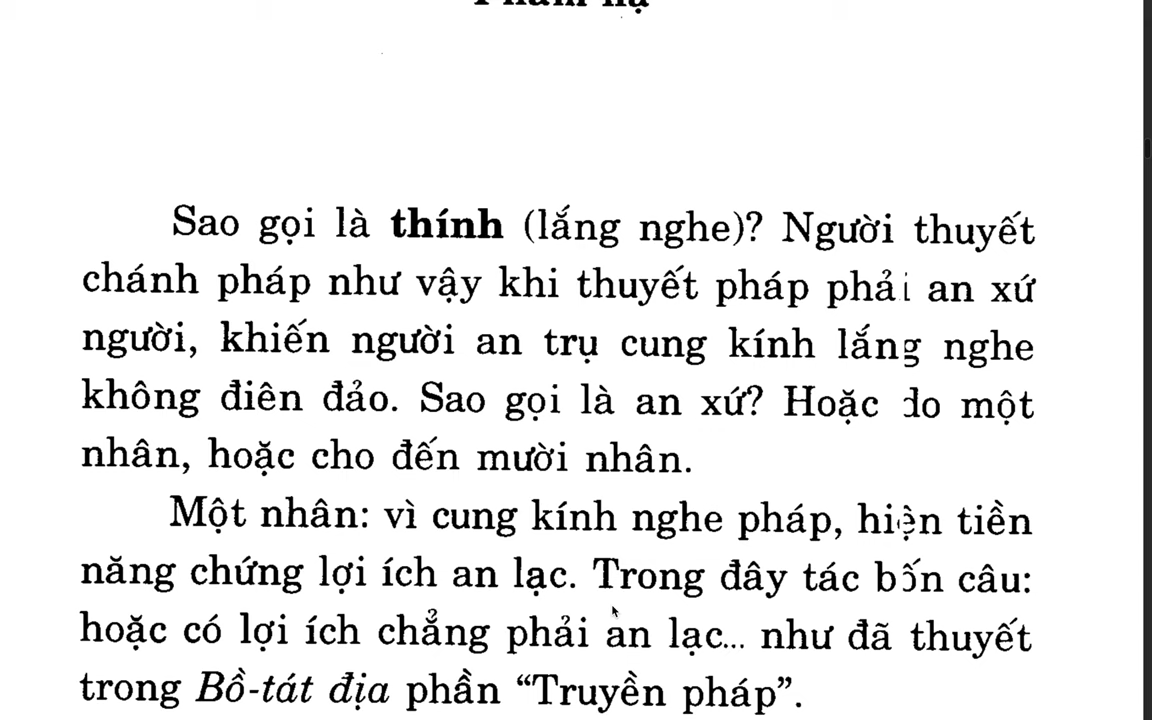 Sao gọi là thính (lắng nghe)? Người thuyết
chánh pháp như vậy khi thuyết pháp phải an xứ
người, khiến người an trụ cung kính lắng nghe
không điên đảo. Sao gọi là an xứ? Hoặc do một
nhân, hoặc cho đến mười nhân.
Một nhân: vì cung kính nghe pháp, hiện tiền
năng chứng lợi ích an lạc. Trong đây tác bốn câu:
hoặc có lợi ích chẳng phải an lạc... như đã thuyết
trong Bồ-tát địa phần “Truyền pháp”.